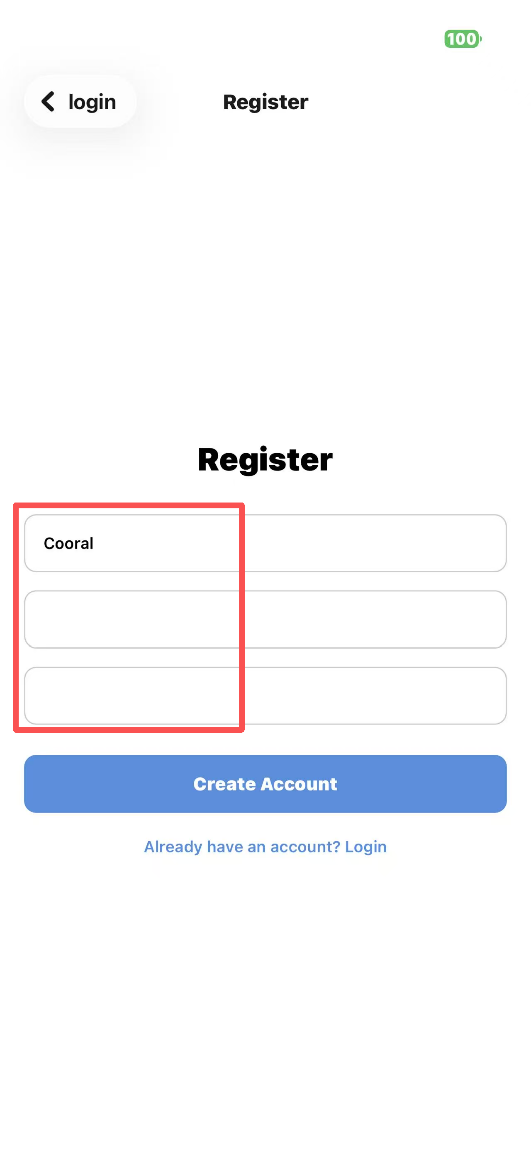 100
login
Register
Register
Cooral
Create Account
Already have an account? Login